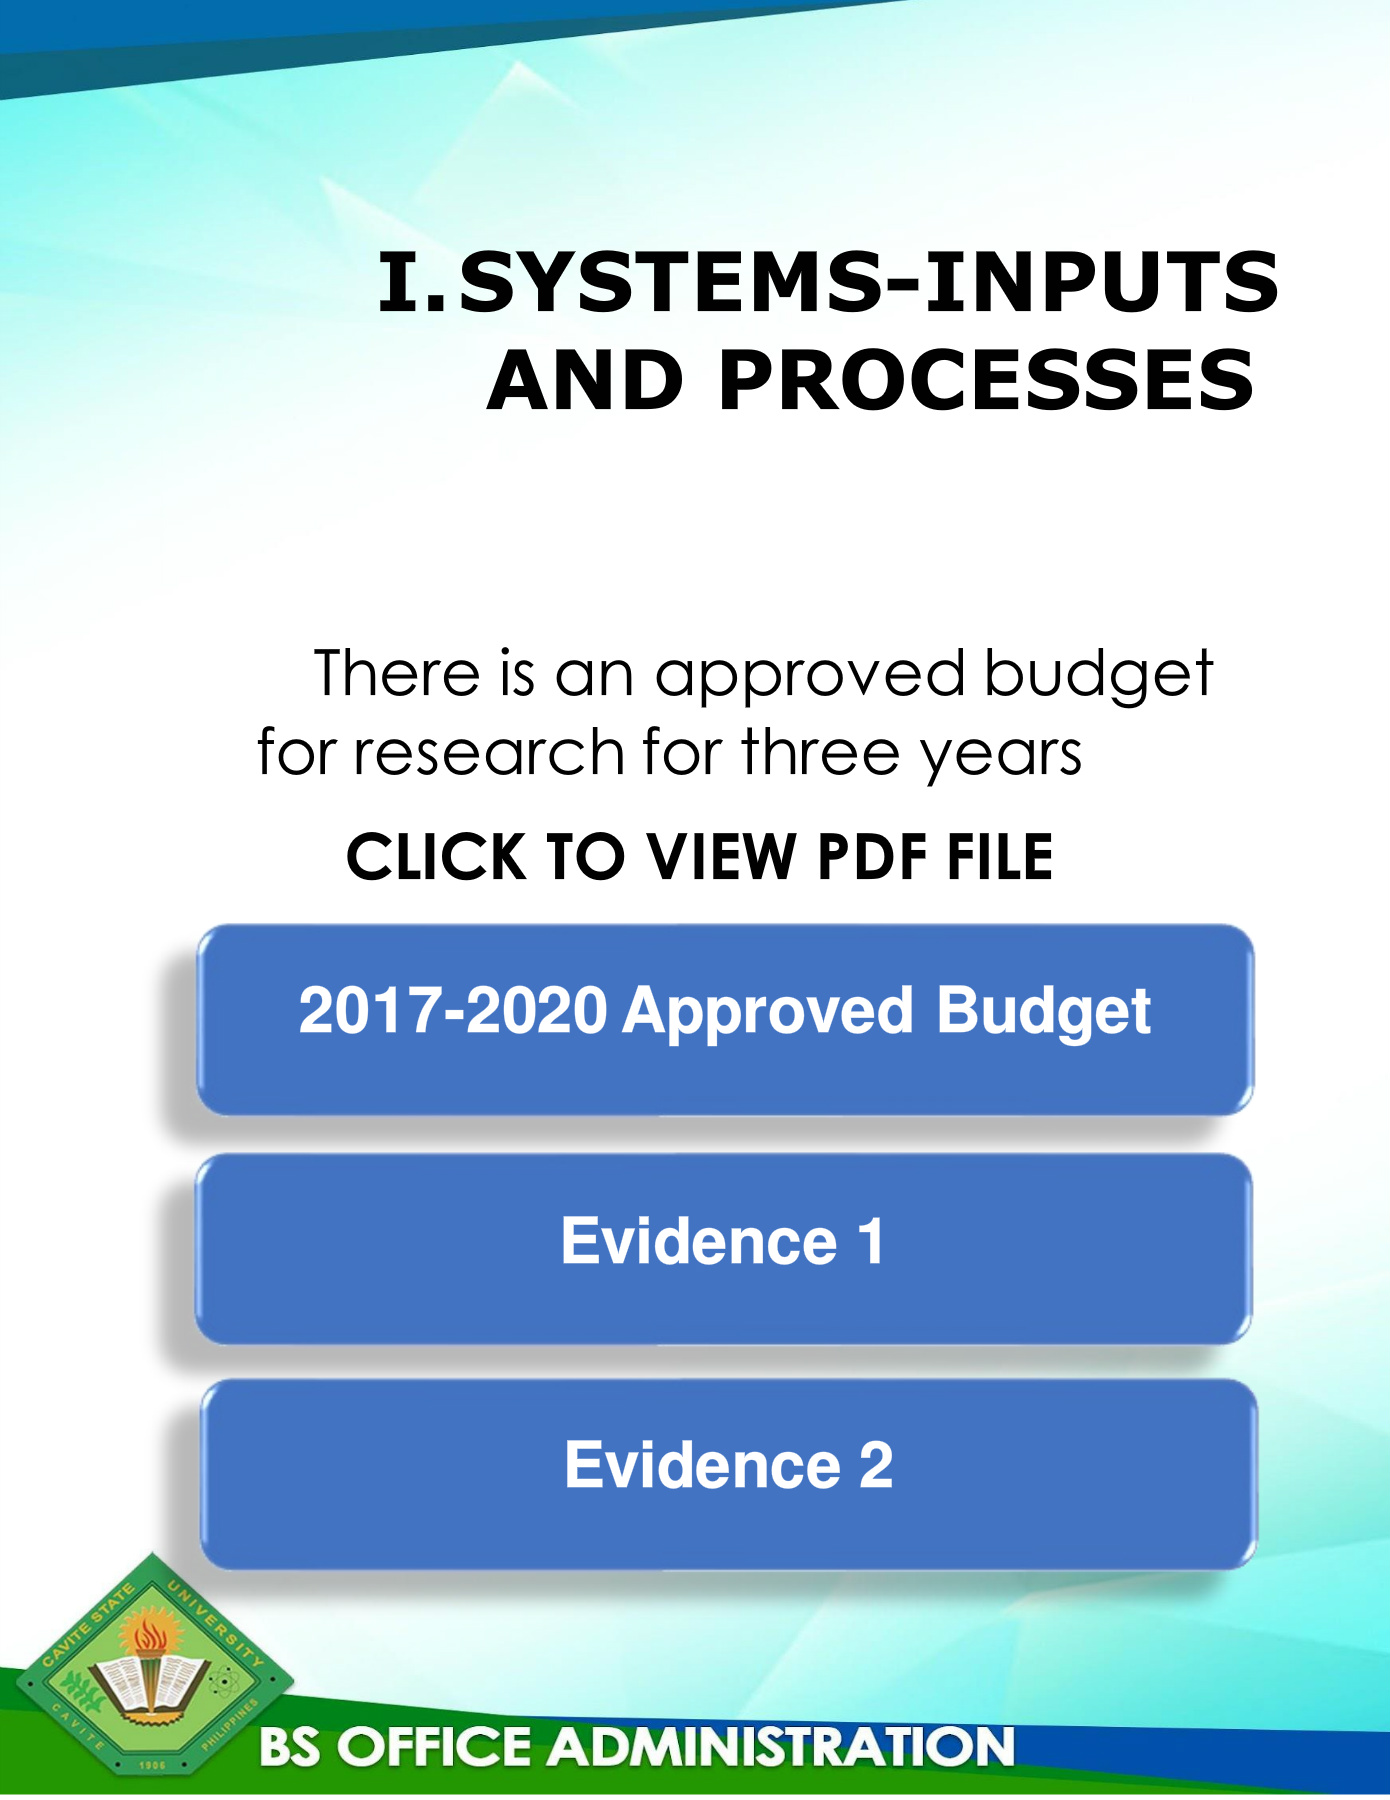 I. SYSTEMS-INPUTS
AND PROCESSES
There is an approved budget
for research for three years
CLICK TO VIEW PDF FILE
2017-2020 Approved Budget
Evidence 1
Evidence 2
CAVITE STATE UNIVERSITY
CAVITE
1906
PHILIPPINES
BS OFFICE ADMINISTRATION